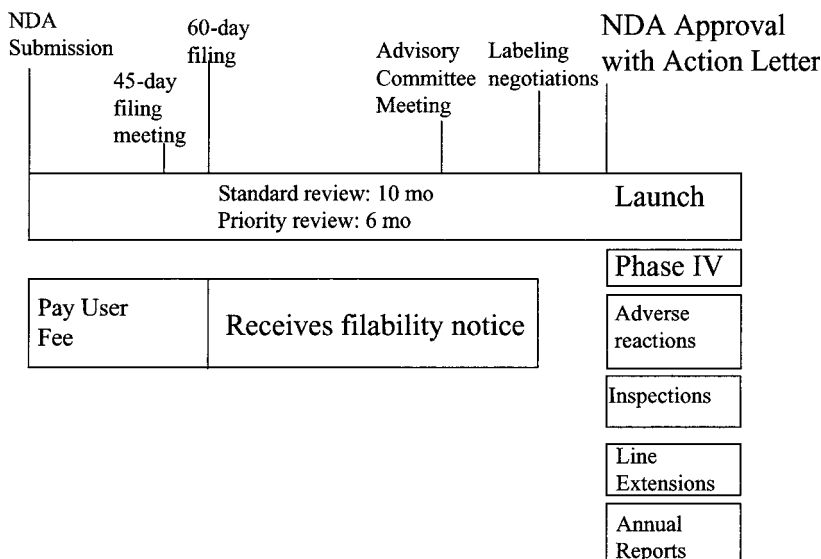 NDA
Submission
45-day
filing
meeting
60-day
filing
Advisory
Committee
Meeting
Labeling
negotiations
NDA Approval
with Action Letter
Standard review: 10 mo
Priority review: 6 mo
Launch
Pay User
Fee
Receives filability notice
Phase IV
Adverse
reactions
Inspections
Line
Extensions
Annual
Reports